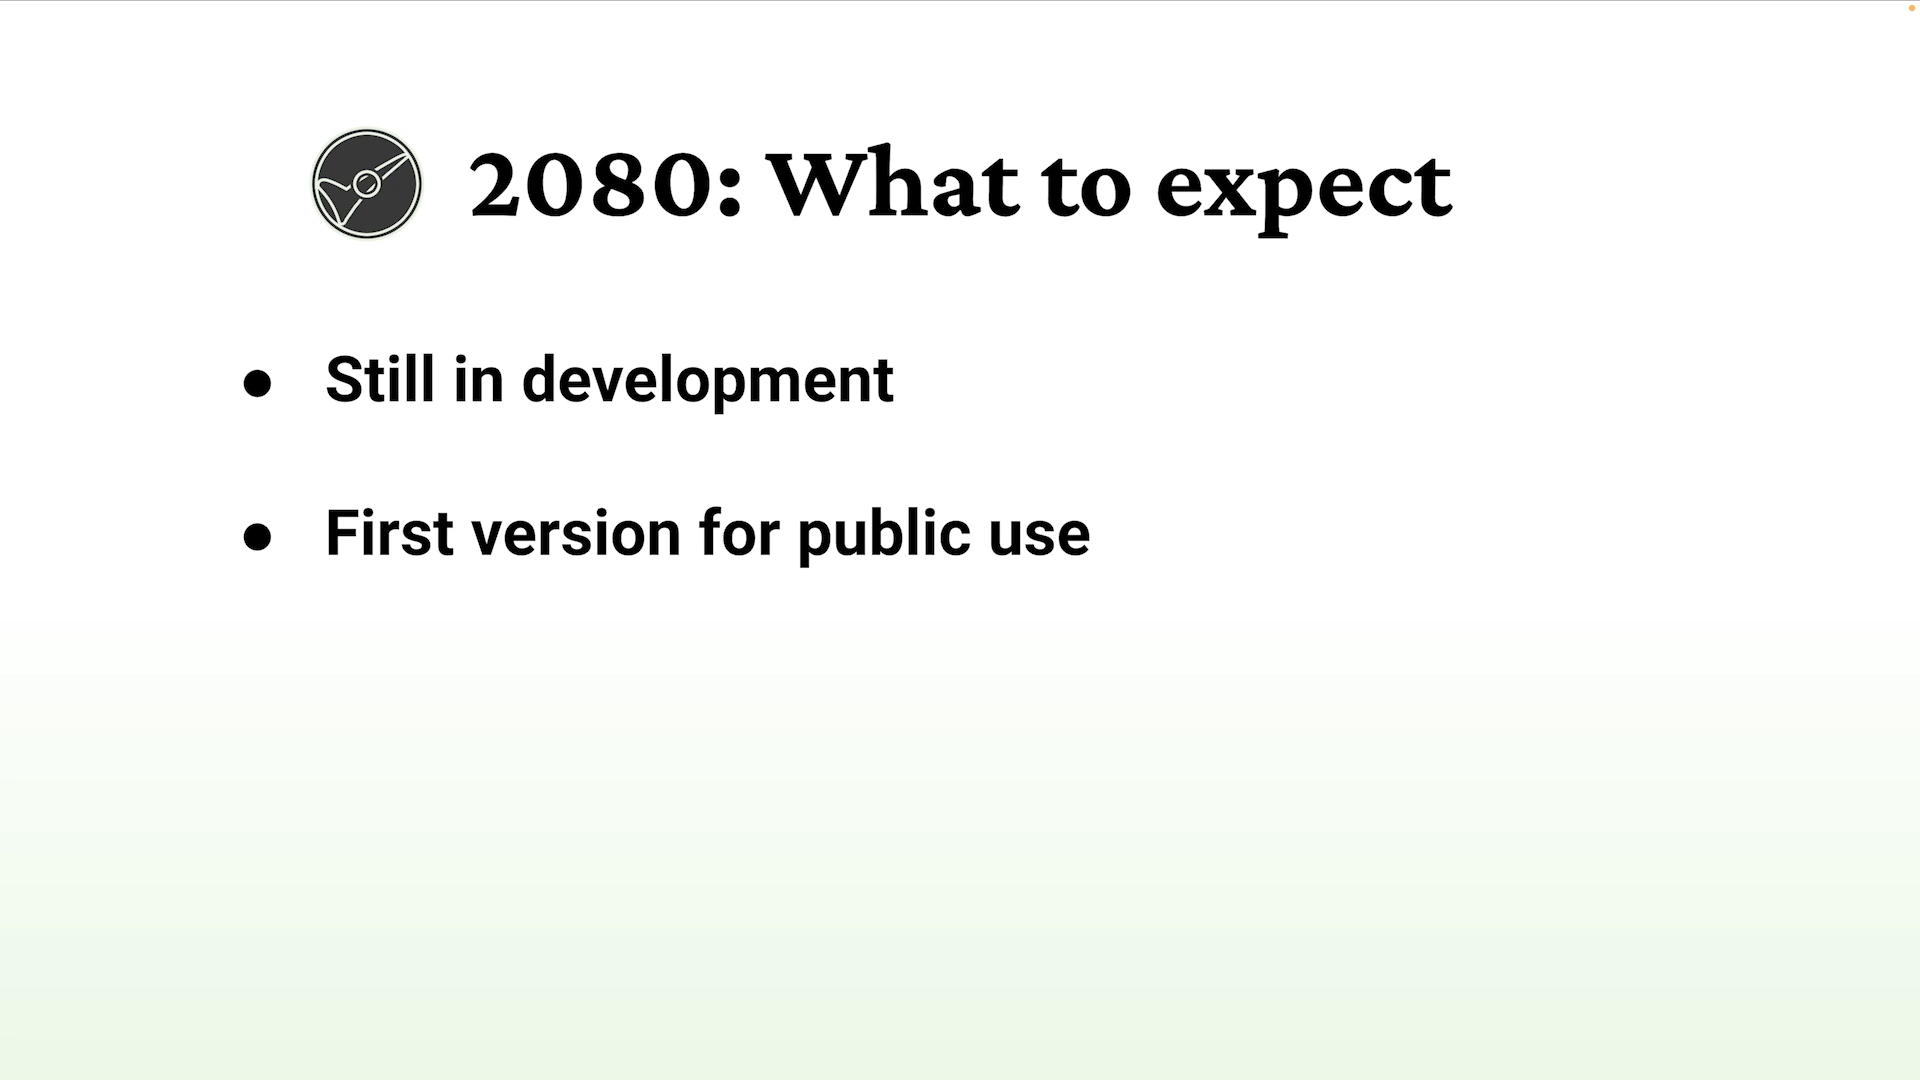 2080: What to expect
● Still in development
● First version for public use